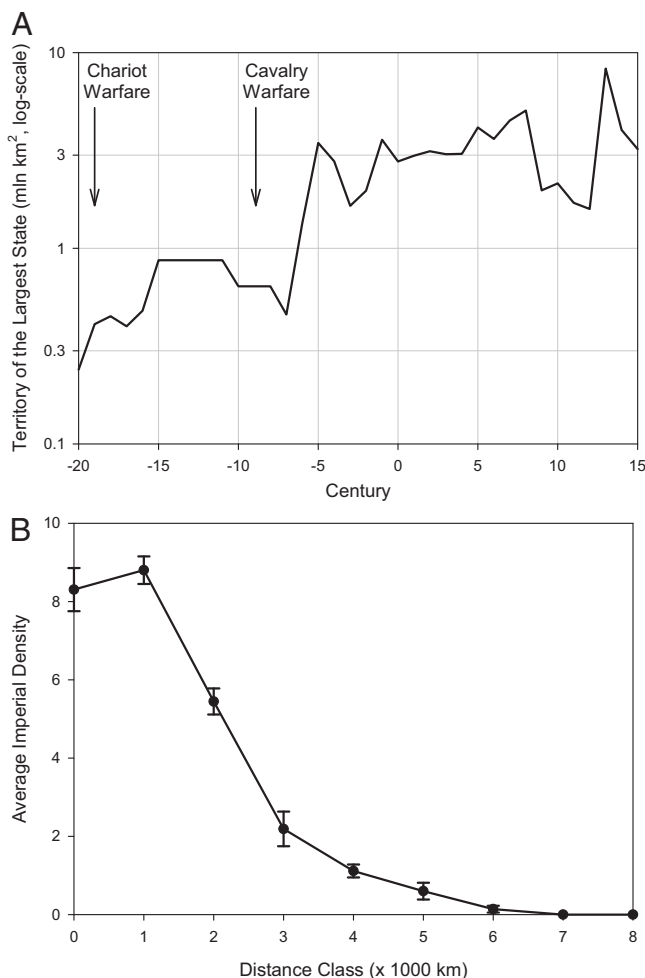 A
Territory of the Largest State (mln km², log-scale)
10
3
1
0.3
0.1
Chariot
Warfare
Cavalry
Warfare
-20 -15 -10 -5 0 5 10 15
Century
B
Average Imperial Density
10
8
6
4
2
0
0 1 2 3 4 5 6 7 8
Distance Class (x 1000 km)